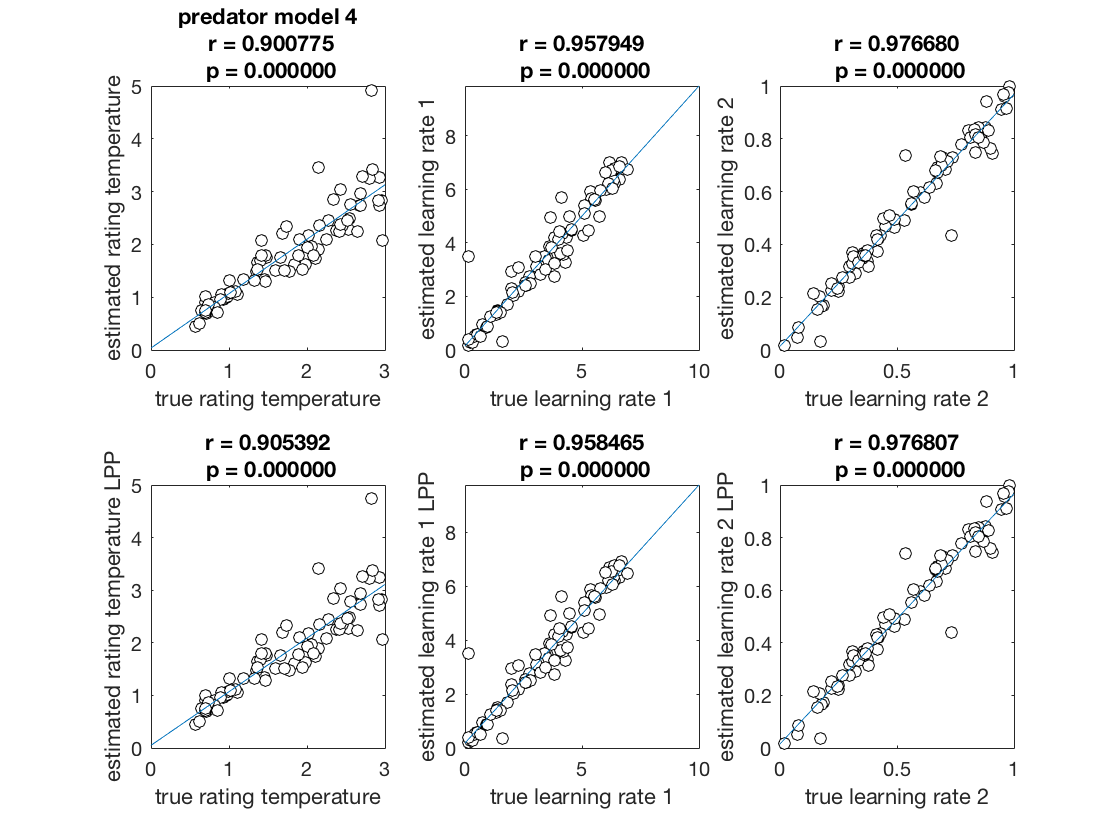 predator model 4
r = 0.900775
p = 0.000000
r = 0.957949
p = 0.000000
r = 0.976680
p = 0.000000
estimated rating temperature
5
4
3
2
1
0
0 1 2 3
true rating temperature
estimated learning rate 1
8
6
4
2
0
0 5 10
true learning rate 1
estimated learning rate 2
1
0.8
0.6
0.4
0.2
0
0 0.5 1
true learning rate 2
r = 0.905392
p = 0.000000
r = 0.958465
p = 0.000000
r = 0.976807
p = 0.000000
estimated rating temperature LPP
5
4
3
2
1
0
0 1 2 3
true rating temperature
estimated learning rate 1 LPP
8
6
4
2
0
0 5 10
true learning rate 1
estimated learning rate 2 LPP
1
0.8
0.6
0.4
0.2
0
0 0.5 1
true learning rate 2